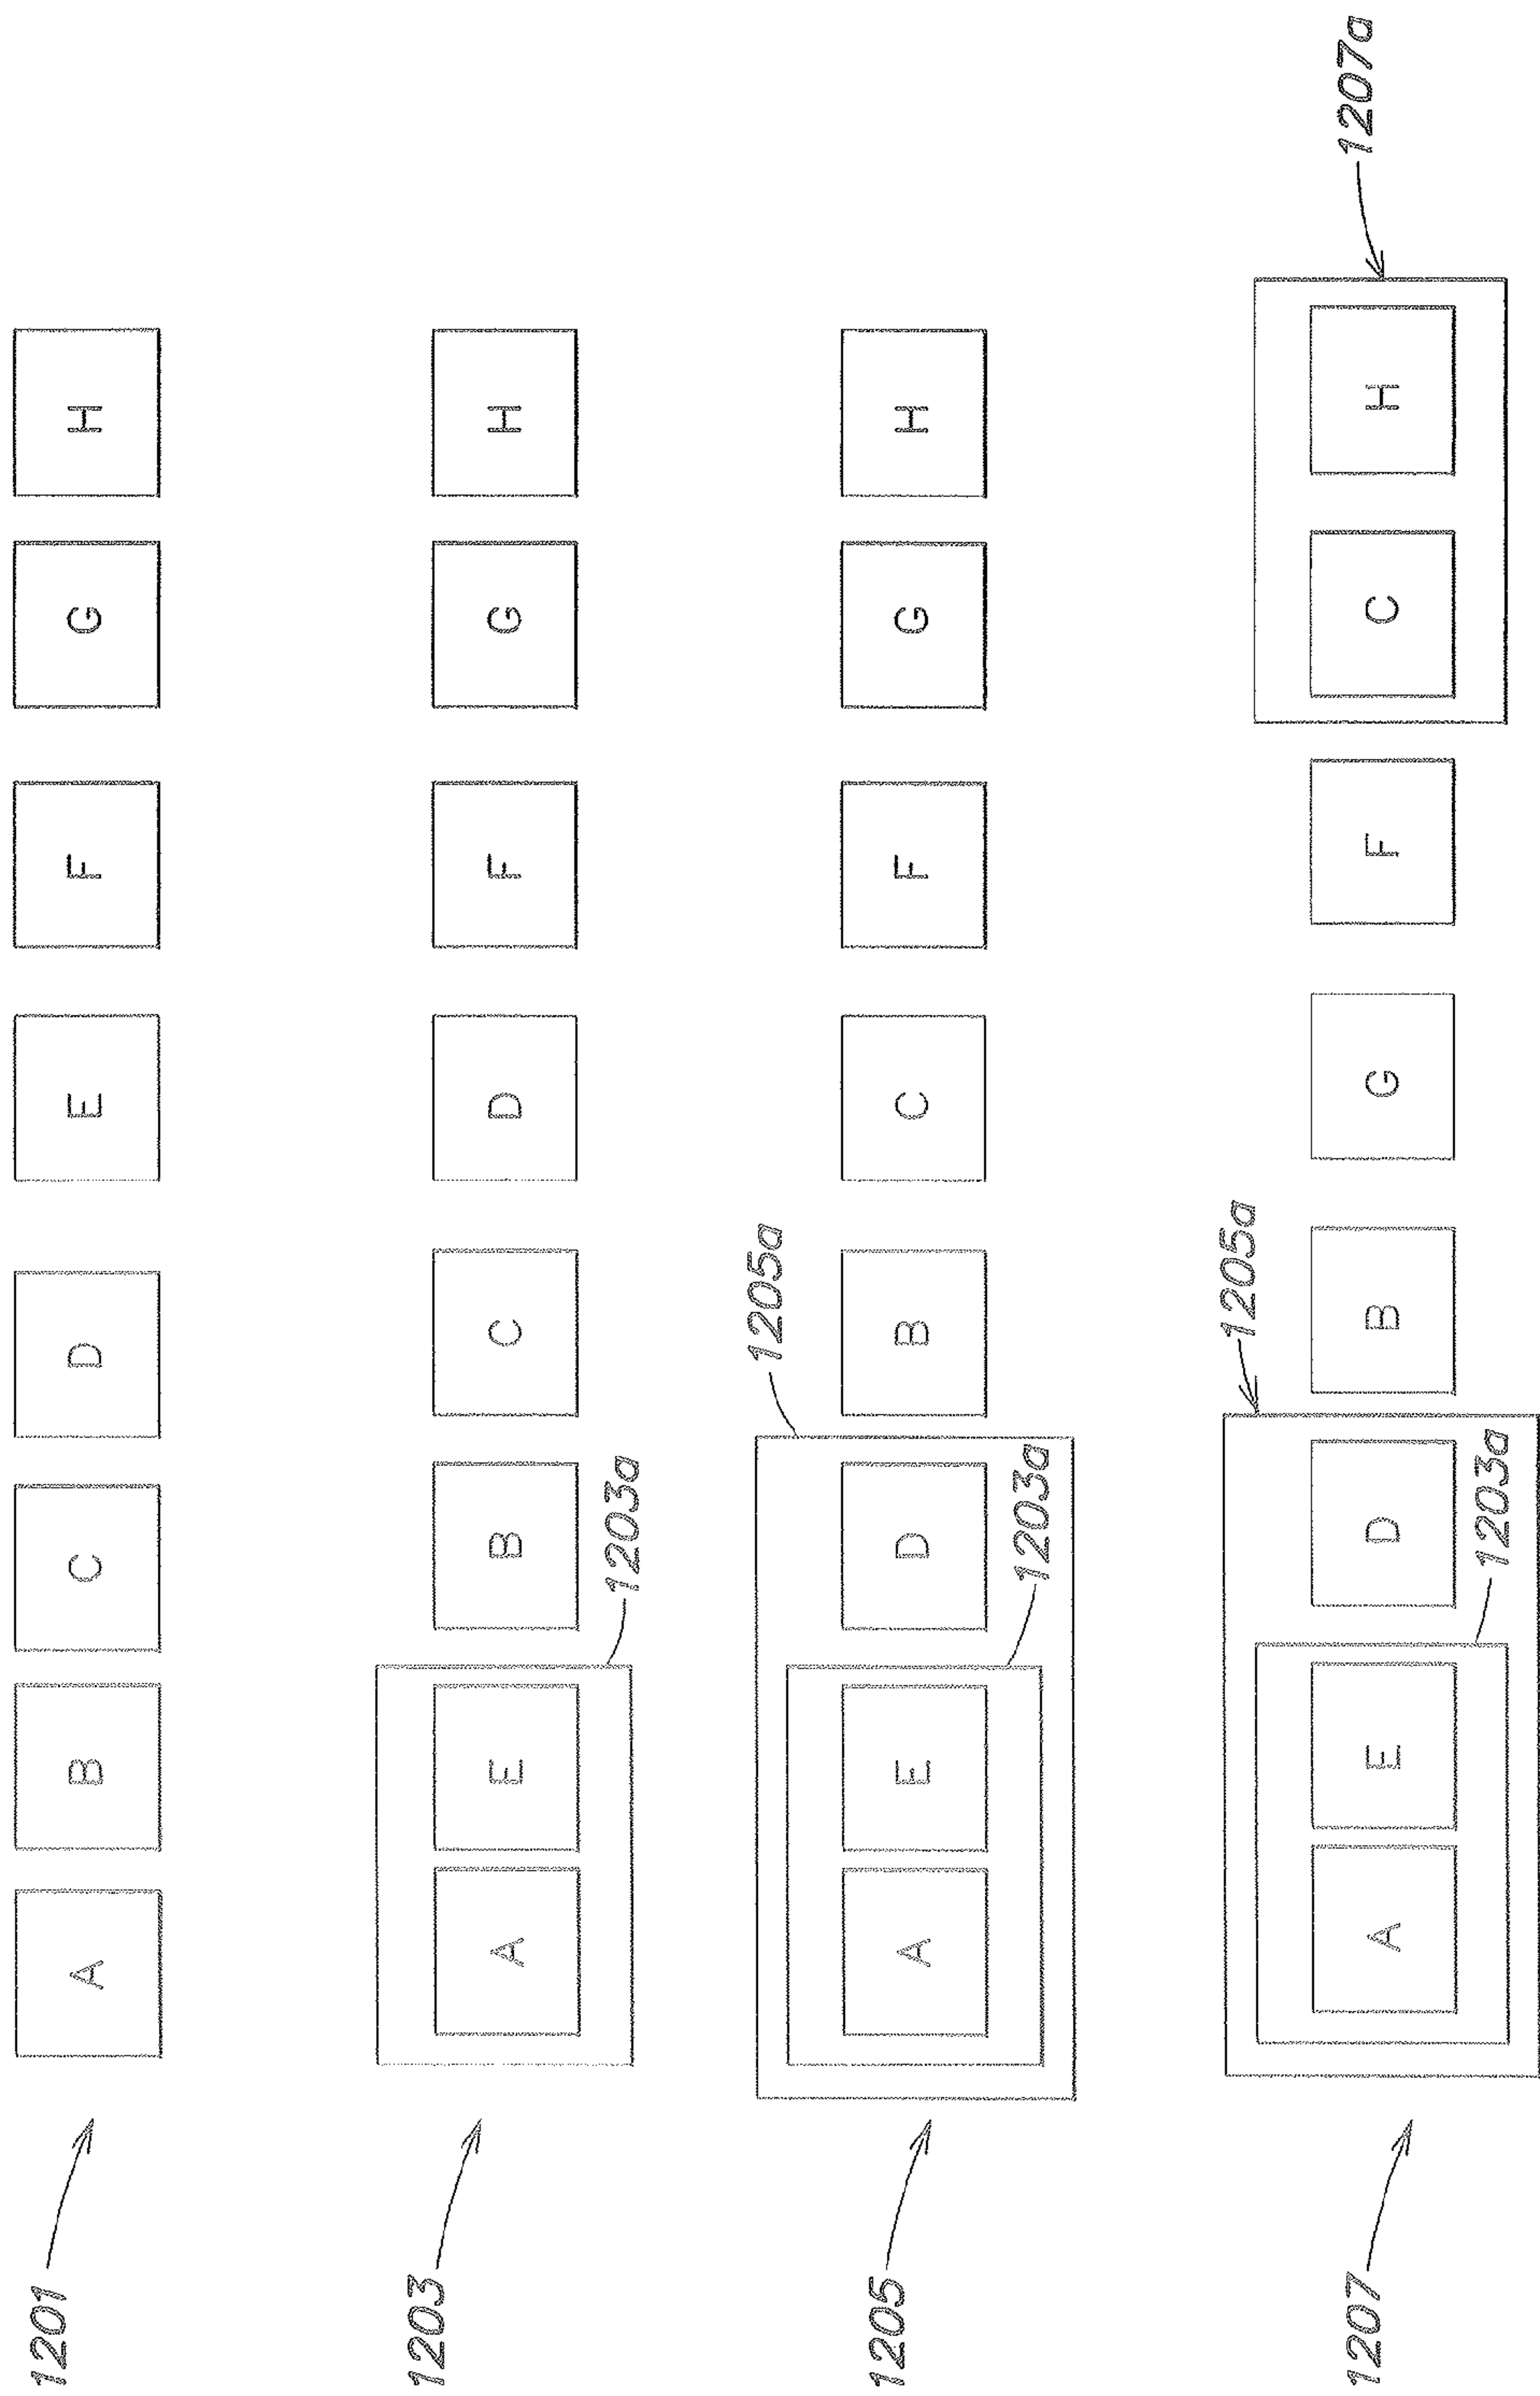 1201 A B C D E F G H
1203 A E B C D F G H
1203a
1205a
1205 A E D B C F G H
1203a
1205a 1207a
1207 A E D B G F C H
1203a